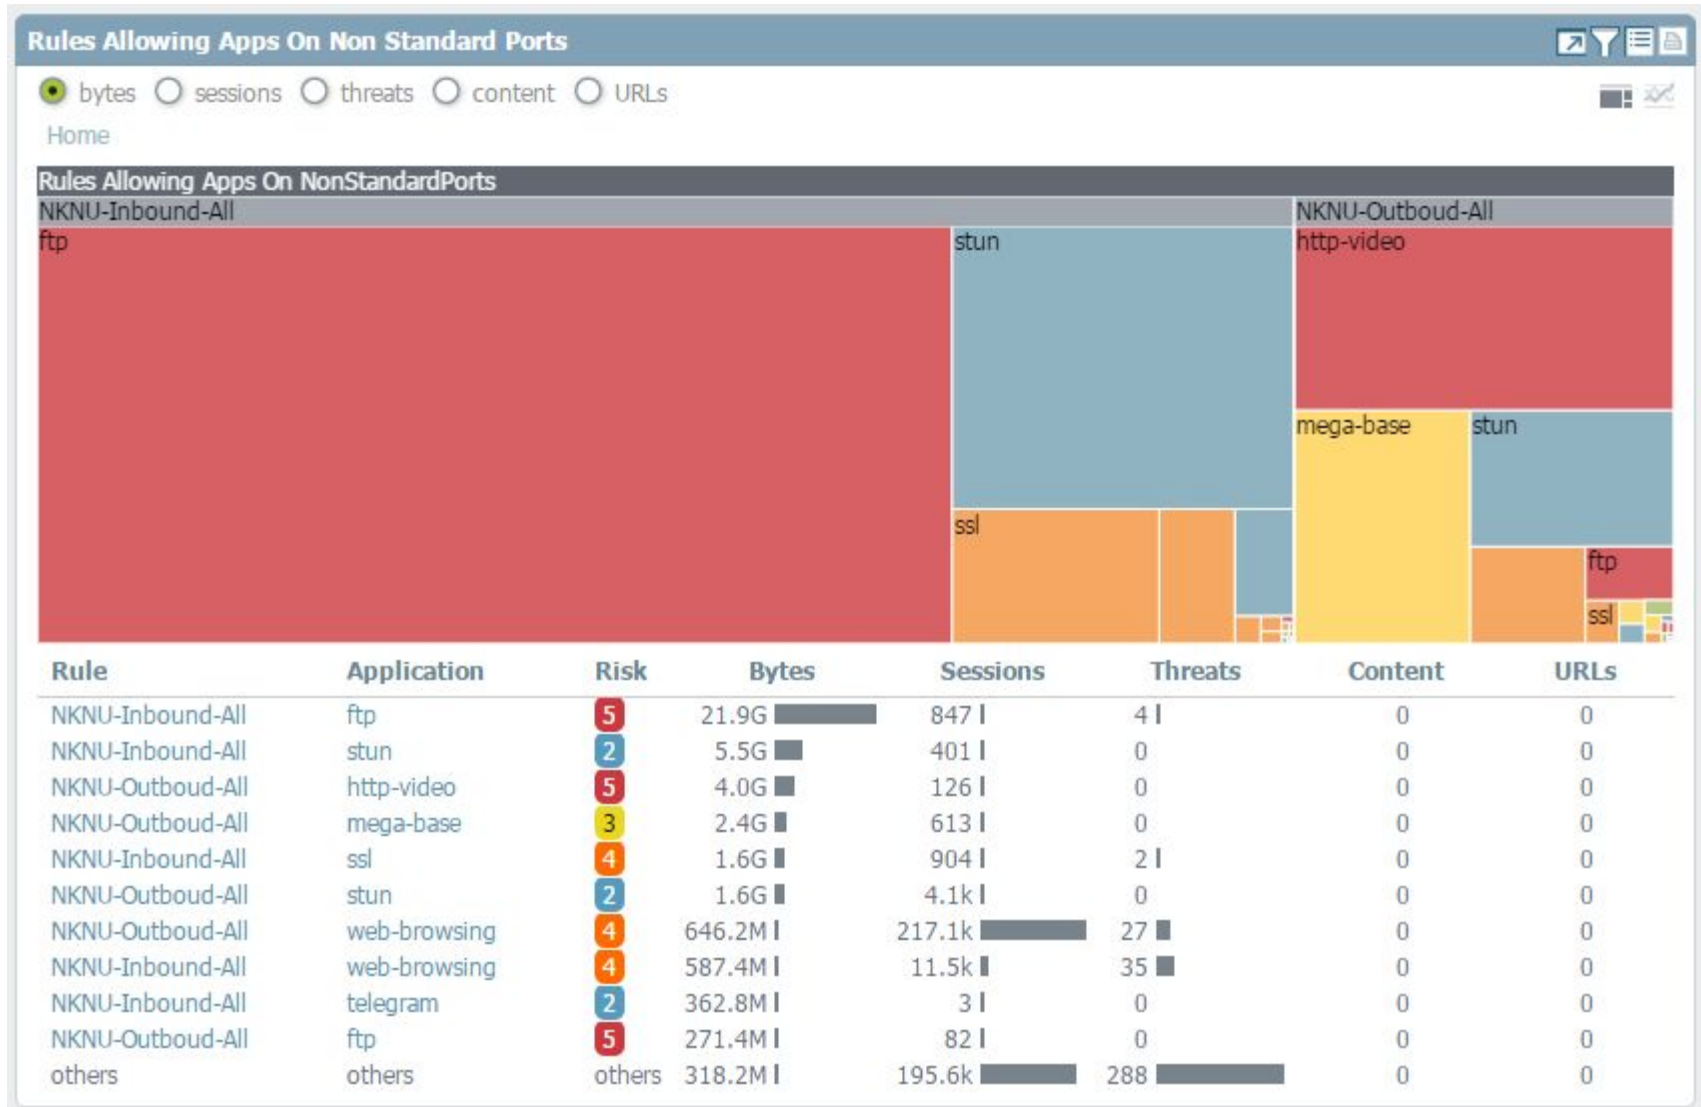 Rules Allowing Apps On Non Standard Ports
bytes sessions threats content URLs
Home
Rules Allowing Apps On NonStandardPorts
NKNU-Inbound-All NKNU-Outboud-All
ftp stun http-video
mega-base stun
ssl ftp
ssl
Rule Application Risk Bytes Sessions Threats Content URLs
NKNU-Inbound-All ftp 5 21.9G 847 4 0 0
NKNU-Inbound-All stun 2 5.5G 401 0 0 0
NKNU-Outboud-All http-video 5 4.0G 126 0 0 0
NKNU-Outboud-All mega-base 3 2.4G 613 0 0 0
NKNU-Inbound-All ssl 4 1.6G 904 2 0 0
NKNU-Outboud-All stun 2 1.6G 4.1k 0 0 0
NKNU-Outboud-All web-browsing 4 646.2M 217.1k 27 0 0
NKNU-Inbound-All web-browsing 4 587.4M 11.5k 35 0 0
NKNU-Inbound-All telegram 2 362.8M 3 0 0 0
NKNU-Outboud-All ftp 5 271.4M 82 0 0 0
others others others 318.2M 195.6k 288 0 0